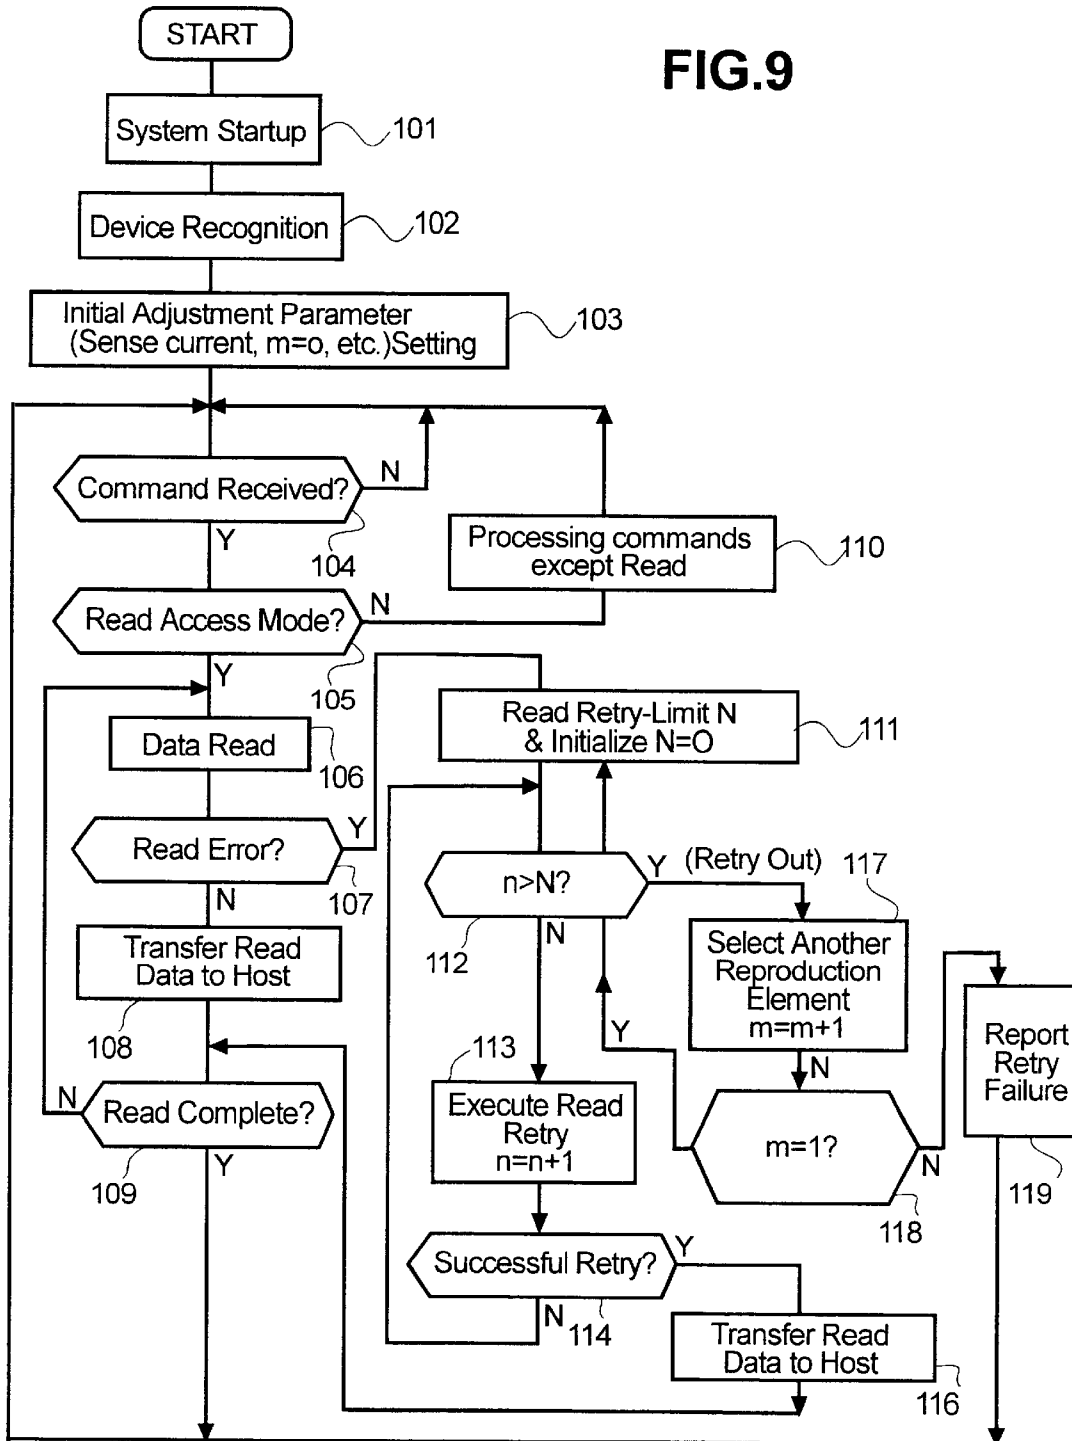 START
FIG.9
System Startup
101
Device Recognition
102
Initial Adjustment Parameter
(Sense current, m=o, etc.)Setting
103
Command Received?
N
Y
104
Processing commands
except Read
110
Read Access Mode?
N
Y
105
Data Read
106
Read Retry-Limit N
& Initialize N=O
111
Read Error?
Y
N
107
n>N?
Y
(Retry Out)
N
112
117
Select Another
Reproduction
Element
m=m+1
N
Transfer Read
Data to Host
108
Report
Retry
Failure
119
Y
113
Execute Read
Retry
n=n+1
m=1?
N
118
N
Read Complete?
Y
109
Successful Retry?
Y
N
114
Transfer Read
Data to Host
116